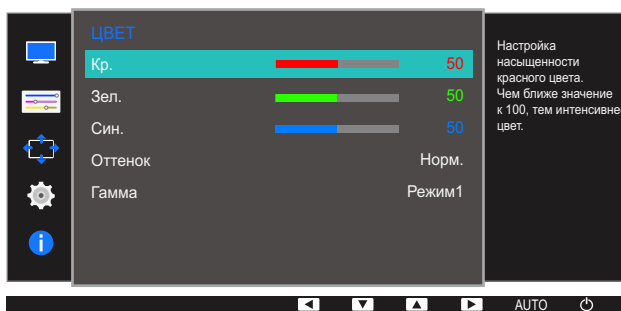 ЦВЕТ
Кр. 50
Зел. 50
Син. 50
Оттенок Норм.
Гамма Режим1
Настройка
насыщенности
красного цвета.
Чем ближе значение
к 100, тем интенсивне
цвет.
AUTO